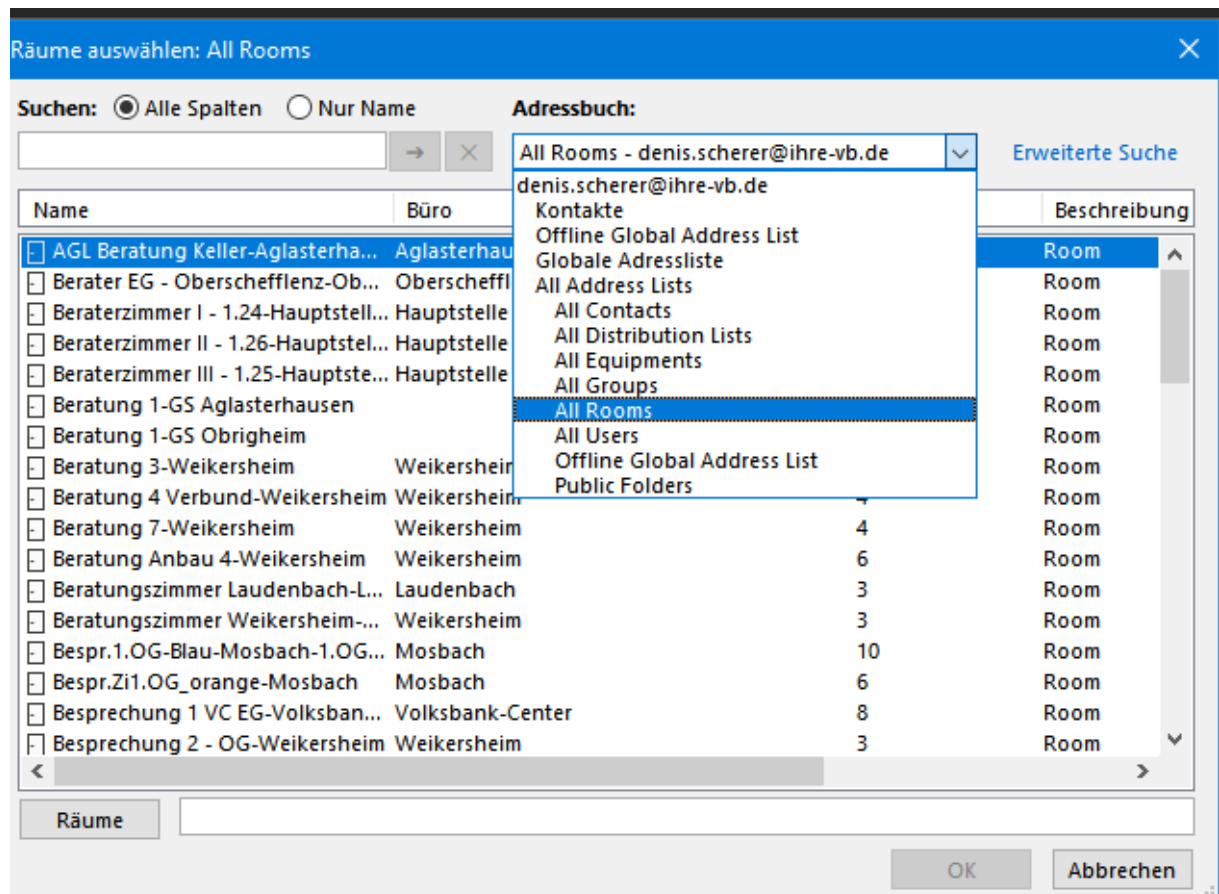 Räume auswählen: All Rooms
Suchen: Alle Spalten Nur Name Adressbuch:
All Rooms - denis.scherer@ihre-vb.de Erweiterte Suche
denis.scherer@ihre-vb.de
Kontakte
Offline Global Address List
Globale Adressliste
All Address Lists
All Contacts
All Distribution Lists
All Equipments
All Groups
All Rooms
All Users
Offline Global Address List
Public Folders
Name Büro Beschreibung
AGL Beratung Keller-Aglasterha... Aglasterhau Room
Berater EG - Oberschefflenz-Ob... Oberscheffl Room
Beraterzimmer I - 1.24-Hauptstell... Hauptstelle Room
Beraterzimmer II - 1.26-Hauptstel... Hauptstelle Room
Beraterzimmer III - 1.25-Hauptste... Hauptstelle Room
Beratung 1-GS Aglasterhausen Room
Beratung 1-GS Obrigheim Room
Beratung 3-Weikersheim Weikersheim Room
Beratung 4 Verbund-Weikersheim Weikersheim 4 Room
Beratung 7-Weikersheim Weikersheim 4 Room
Beratung Anbau 4-Weikersheim Weikersheim 6 Room
Beratungszimmer Laudenbach-L... Laudenbach 3 Room
Beratungszimmer Weikersheim-... Weikersheim 3 Room
Bespr.1.OG-Blau-Mosbach-1.OG... Mosbach 10 Room
Bespr.Zi1.OG_orange-Mosbach Mosbach 6 Room
Besprechung 1 VC EG-Volksban... Volksbank-Center 8 Room
Besprechung 2 - OG-Weikersheim Weikersheim 3 Room
Räume
OK Abbrechen